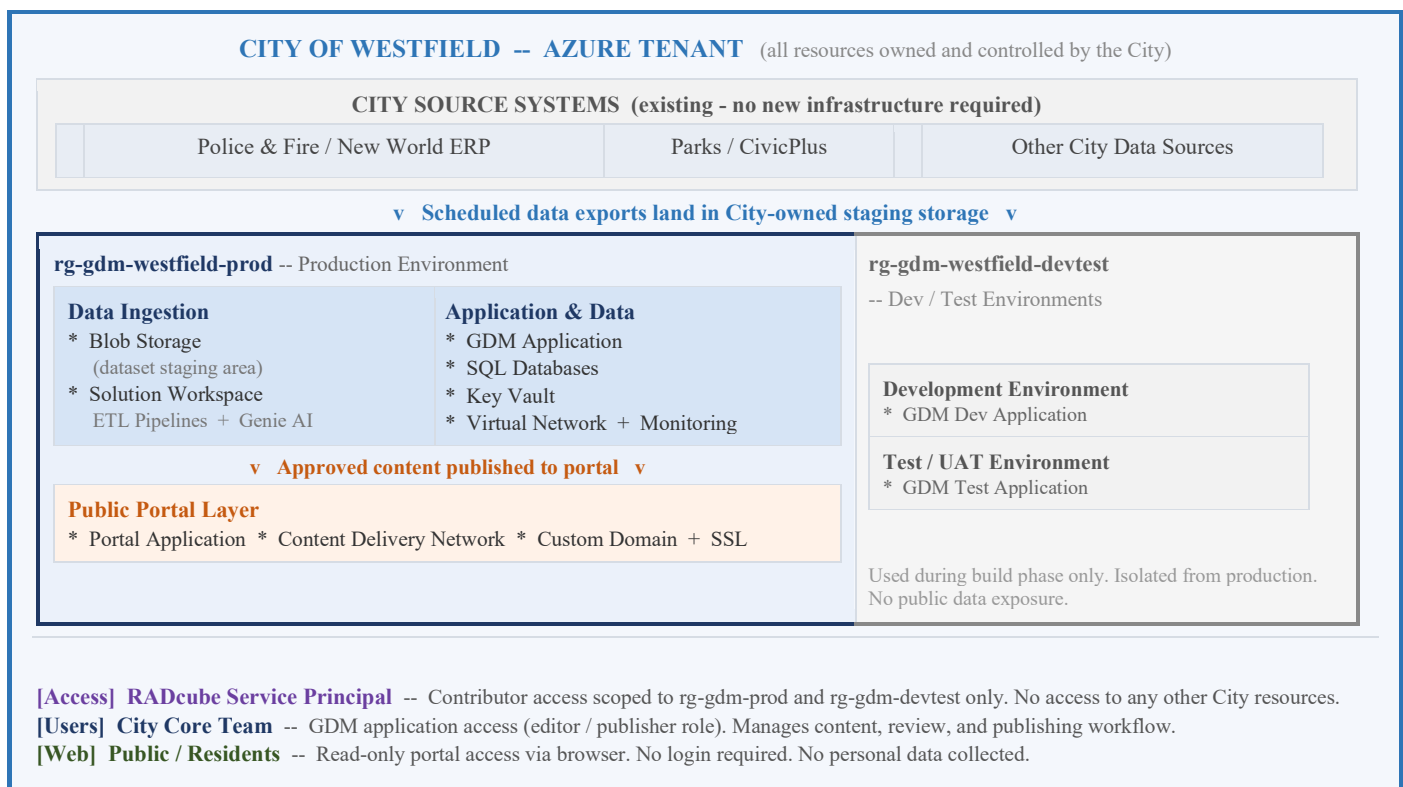 CITY OF WESTFIELD -- AZURE TENANT (all resources owned and controlled by the City)
CITY SOURCE SYSTEMS (existing - no new infrastructure required)
Police & Fire / New World ERP
Parks / CivicPlus
Other City Data Sources
v Scheduled data exports land in City-owned staging storage v
rg-gdm-westfield-prod -- Production Environment
Data Ingestion
* Blob Storage
(dataset staging area)
* Solution Workspace
ETL Pipelines + Genie AI
Application & Data
* GDM Application
* SQL Databases
* Key Vault
* Virtual Network + Monitoring
v Approved content published to portal v
Public Portal Layer
* Portal Application * Content Delivery Network * Custom Domain + SSL
rg-gdm-westfield-devtest
-- Dev / Test Environments
Development Environment
* GDM Dev Application
Test / UAT Environment
* GDM Test Application
Used during build phase only. Isolated from production.
No public data exposure.
[Access] RADcube Service Principal -- Contributor access scoped to rg-gdm-prod and rg-gdm-devtest only. No access to any other City resources.
[Users] City Core Team -- GDM application access (editor / publisher role). Manages content, review, and publishing workflow.
[Web] Public / Residents -- Read-only portal access via browser. No login required. No personal data collected.